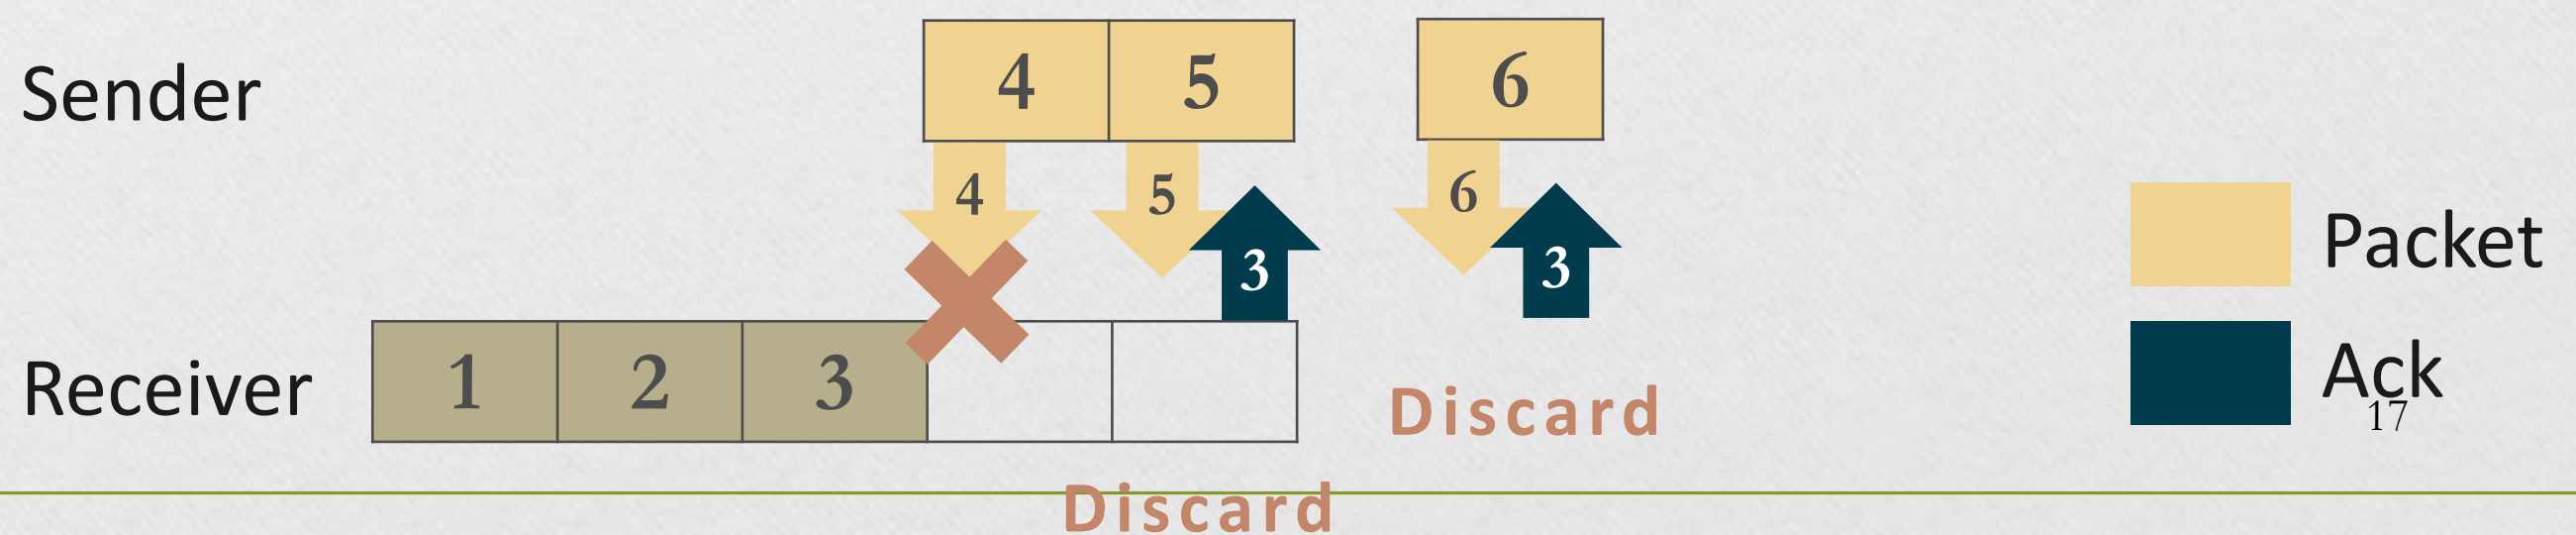 Sender
4 5 6
4 5 6
3 3
Packet
Receiver
1 2 3
Discard
Ack
17
Discard